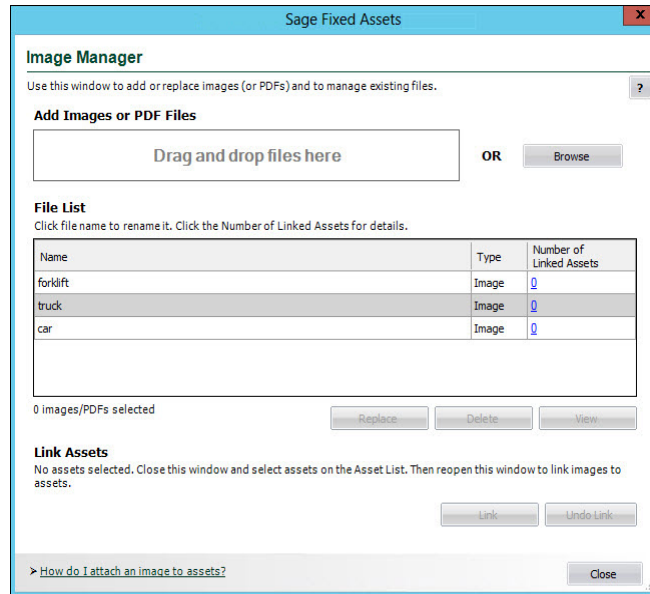 Sage Fixed Assets
x
Image Manager
Use this window to add or replace images (or PDFs) and to manage existing files.
?
Add Images or PDF Files
Drag and drop files here
OR
Browse
File List
Click file name to rename it. Click the Number of Linked Assets for details.
Name
Type
Number of
Linked Assets
forklift
Image
0
truck
Image
0
car
Image
0
0 images/PDFs selected
Replace
Delete
View
Link Assets
No assets selected. Close this window and select assets on the Asset List. Then reopen this window to link images to
assets.
Link
Undo Link
➢ How do I attach an image to assets?
Close